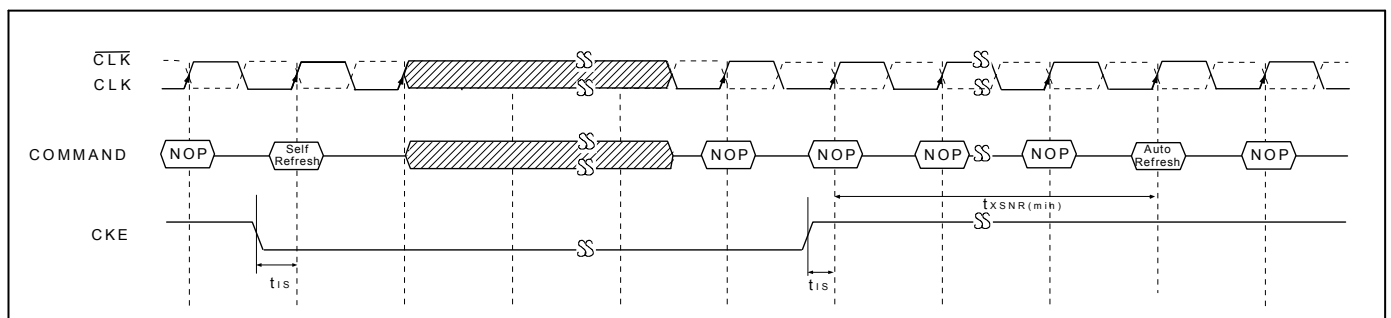 CLK
CLK
COMMAND NOP Self Refresh NOP NOP NOP NOP Auto Refresh NOP
tXSNR(min)
CKE
tIS tIS